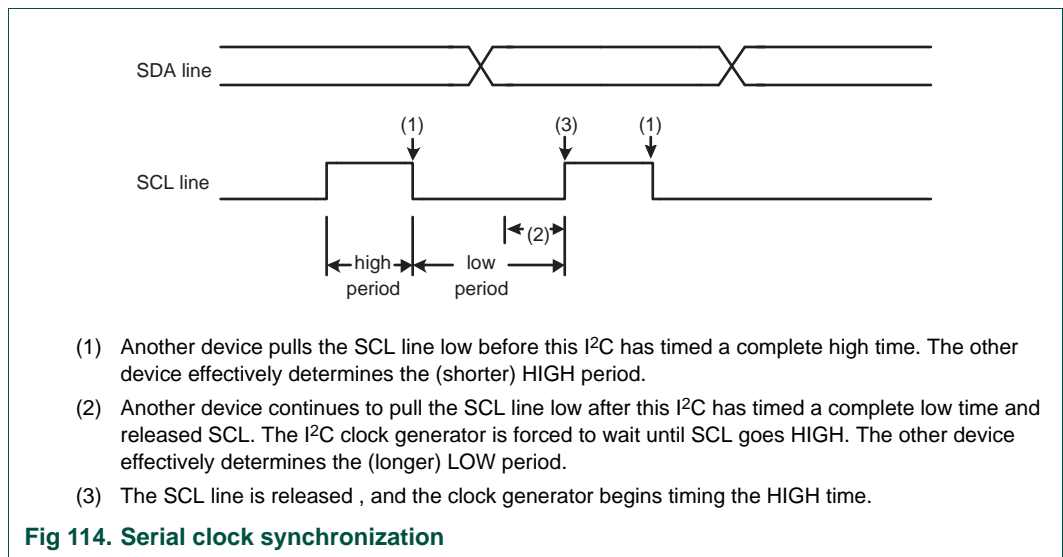 SDA line
(1)
(3)
(1)
SCL line
(2)
high
period
low
period
(1) Another device pulls the SCL line low before this I2C has timed a complete high time. The other
device effectively determines the (shorter) HIGH period.
(2) Another device continues to pull the SCL line low after this I2C has timed a complete low time and
released SCL. The I2C clock generator is forced to wait until SCL goes HIGH. The other device
effectively determines the (longer) LOW period.
(3) The SCL line is released , and the clock generator begins timing the HIGH time.
Fig 114. Serial clock synchronization